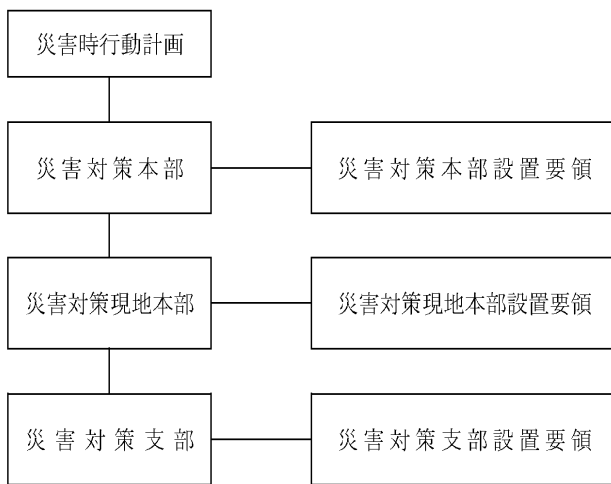 災害時行動計画
災害対策本部
災害対策本部設置要領
災害対策現地本部
災害対策現地本部設置要領
災害対策支部
災害対策支部設置要領